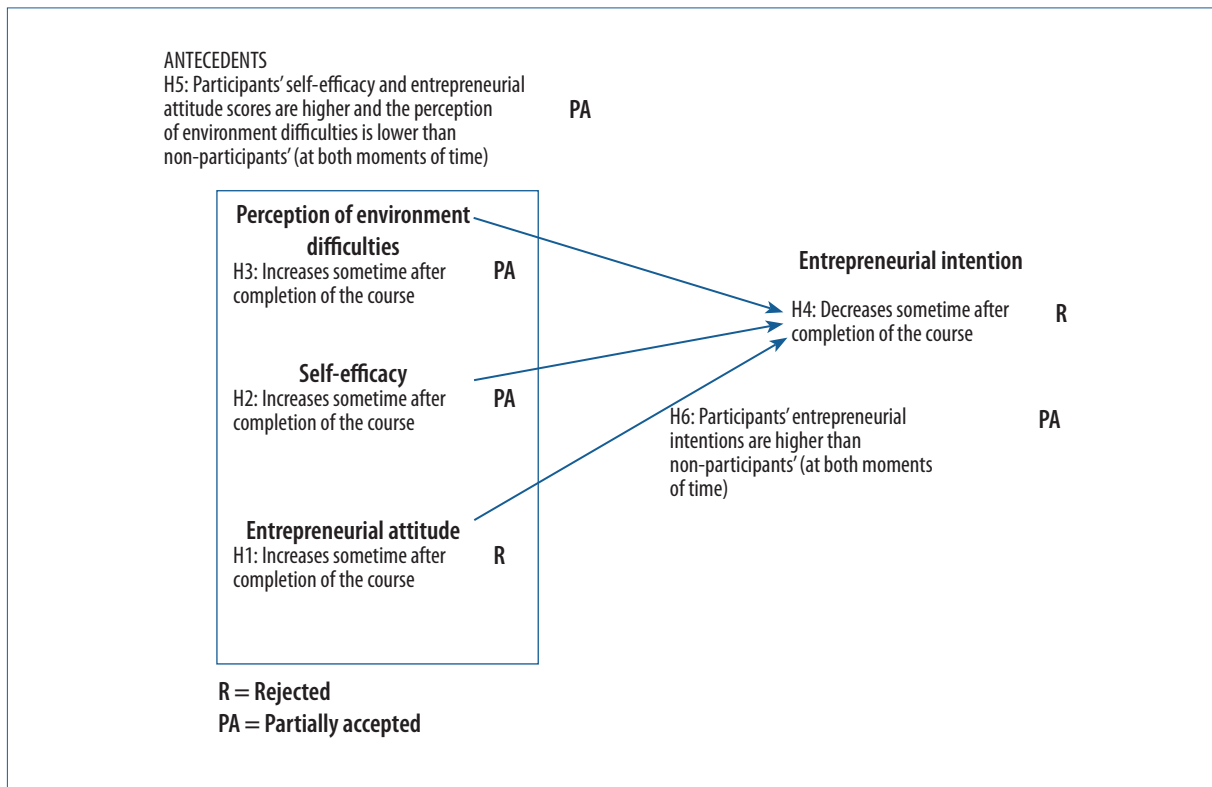 ANTECEDENTS
H5: Participants’ self-efficacy and entrepreneurial
attitude scores are higher and the perception
of environment difficulties is lower than
non-participants’ (at both moments of time)
PA
Perception of environment
difficulties
H3: Increases sometime after
completion of the course
PA
Self-efficacy
H2: Increases sometime after
completion of the course
PA
Entrepreneurial attitude
H1: Increases sometime after
completion of the course
R
Entrepreneurial intention
H4: Decreases sometime after
completion of the course
R
H6: Participants’ entrepreneurial
intentions are higher than
non-participants’ (at both moments
of time)
PA
R = Rejected
PA = Partially accepted